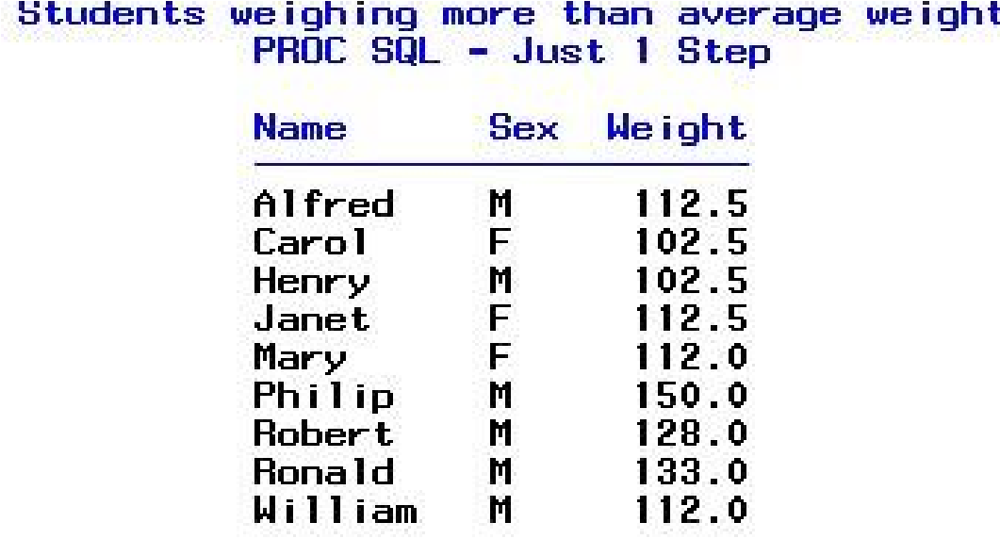 Students weighing more than average weight
PROC SQL - Just 1 Step
Name Sex Weight
Alfred M 112.5
Carol F 102.5
Henry M 102.5
Janet F 112.5
Mary F 112.0
Philip M 150.0
Robert M 128.0
Ronald M 133.0
William M 112.0